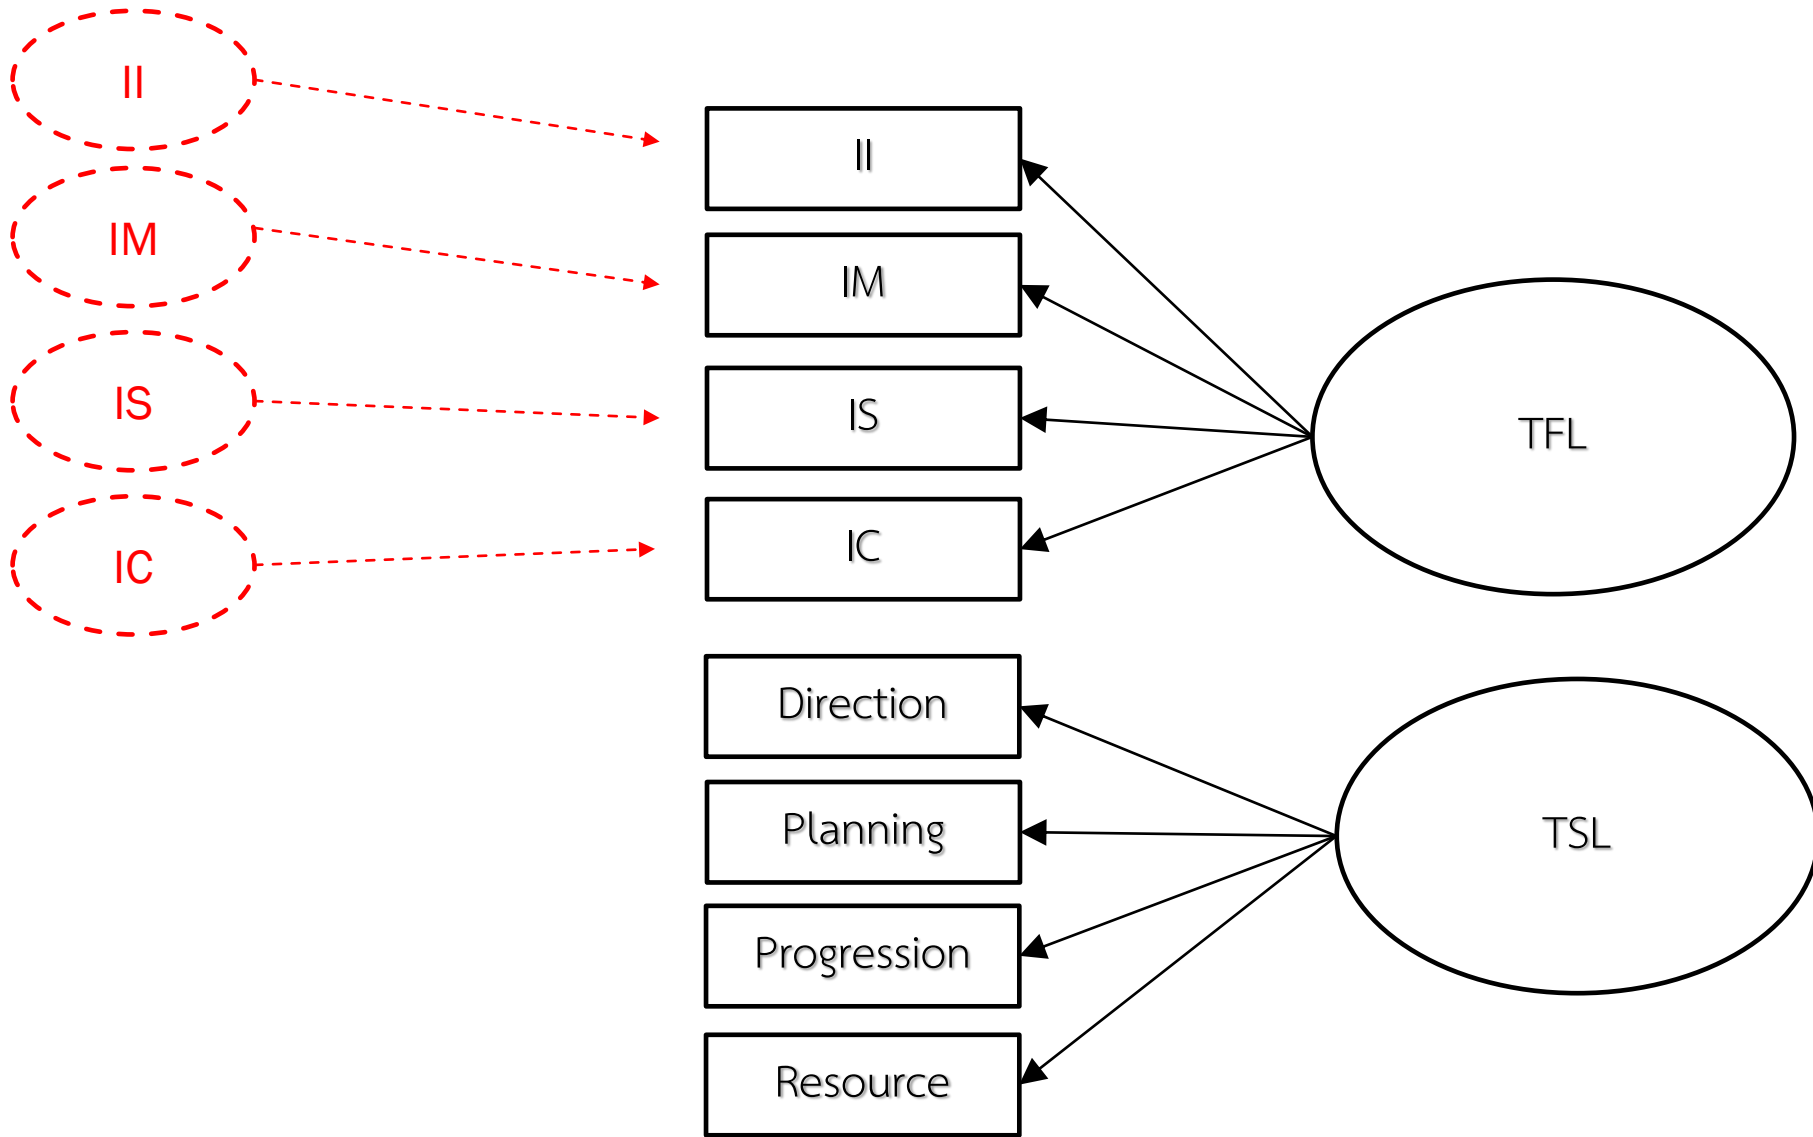 II
IM
IS
IC
II
IM
IS
IC
Direction
Planning
Progression
Resource
TFL
TSL